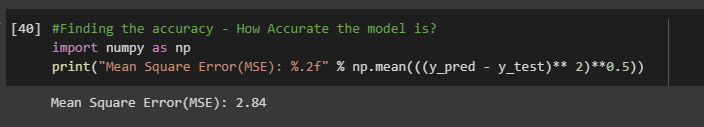 [40] #Finding the accuracy - How Accurate the model is?
import numpy as np
print("Mean Square Error(MSE): %.2f" % np.mean(((y_pred - y_test)** 2)**0.5))
Mean Square Error(MSE): 2.84